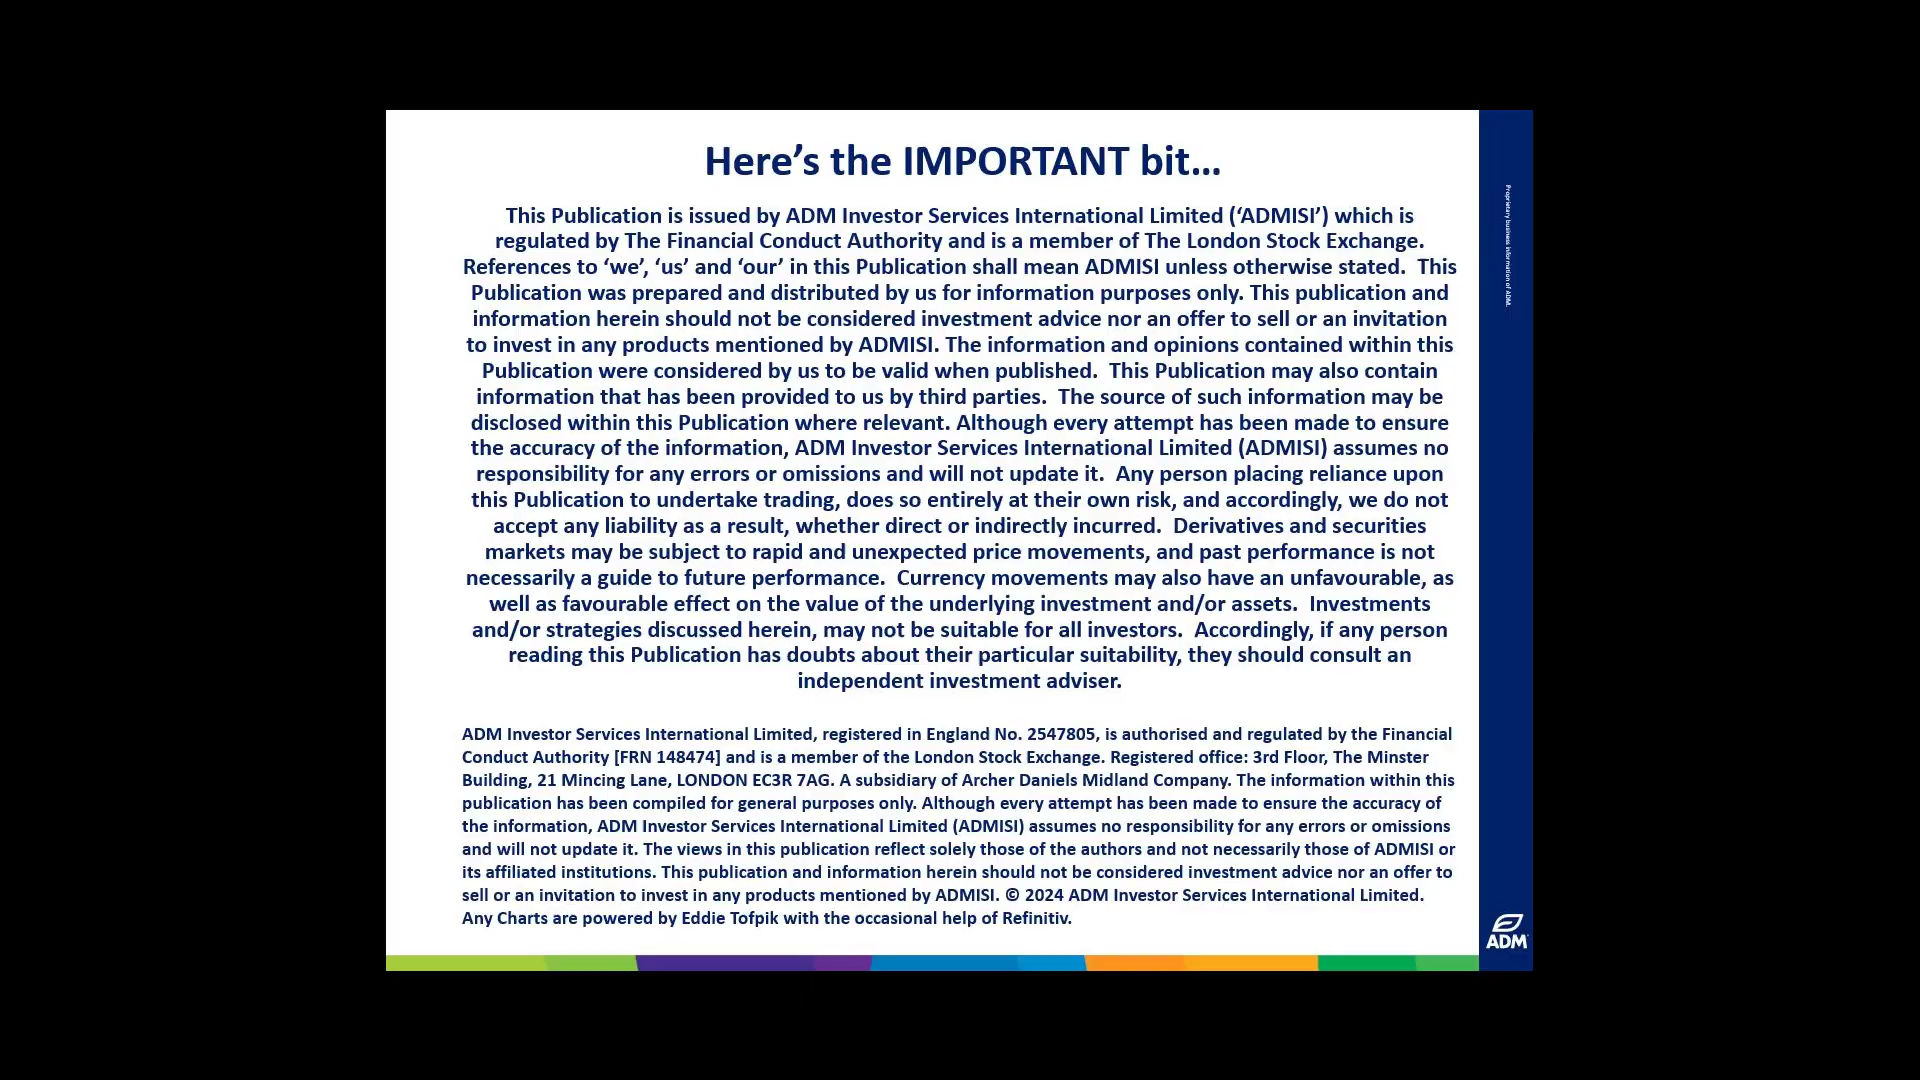 Here’s the IMPORTANT bit...
This Publication is issued by ADM Investor Services International Limited (‘ADMISI’) which is
regulated by The Financial Conduct Authority and is a member of The London Stock Exchange.
References to ‘we’, ‘us’ and ‘our’ in this Publication shall mean ADMISI unless otherwise stated.  This
Publication was prepared and distributed by us for information purposes only. This publication and
information herein should not be considered investment advice nor an offer to sell or an invitation
to invest in any products mentioned by ADMISI. The information and opinions contained within this
Publication were considered by us to be valid when published.  This Publication may also contain
information that has been provided to us by third parties.  The source of such information may be
disclosed within this Publication where relevant. Although every attempt has been made to ensure
the accuracy of the information, ADM Investor Services International Limited (ADMISI) assumes no
responsibility for any errors or omissions and will not update it.  Any person placing reliance upon
this Publication to undertake trading, does so entirely at their own risk, and accordingly, we do not
accept any liability as a result, whether direct or indirectly incurred.  Derivatives and securities
markets may be subject to rapid and unexpected price movements, and past performance is not
necessarily a guide to future performance.  Currency movements may also have an unfavourable, as
well as favourable effect on the value of the underlying investment and/or assets.  Investments
and/or strategies discussed herein, may not be suitable for all investors.  Accordingly, if any person
reading this Publication has doubts about their particular suitability, they should consult an
independent investment adviser.
ADM Investor Services International Limited, registered in England No. 2547805, is authorised and regulated by the Financial
Conduct Authority [FRN 148474] and is a member of the London Stock Exchange. Registered office: 3rd Floor, The Minster
Building, 21 Mincing Lane, LONDON EC3R 7AG. A subsidiary of Archer Daniels Midland Company. The information within this
publication has been compiled for general purposes only. Although every attempt has been made to ensure the accuracy of
the information, ADM Investor Services International Limited (ADMISI) assumes no responsibility for any errors or omissions
and will not update it. The views in this publication reflect solely those of the authors and not necessarily those of ADMISI or
its affiliated institutions. This publication and information herein should not be considered investment advice nor an offer to
sell or an invitation to invest in any products mentioned by ADMISI. © 2024 ADM Investor Services International Limited.
Any Charts are powered by Eddie Tofpik with the occasional help of Refinitiv.
Proprietary business information of ADM.
ADM